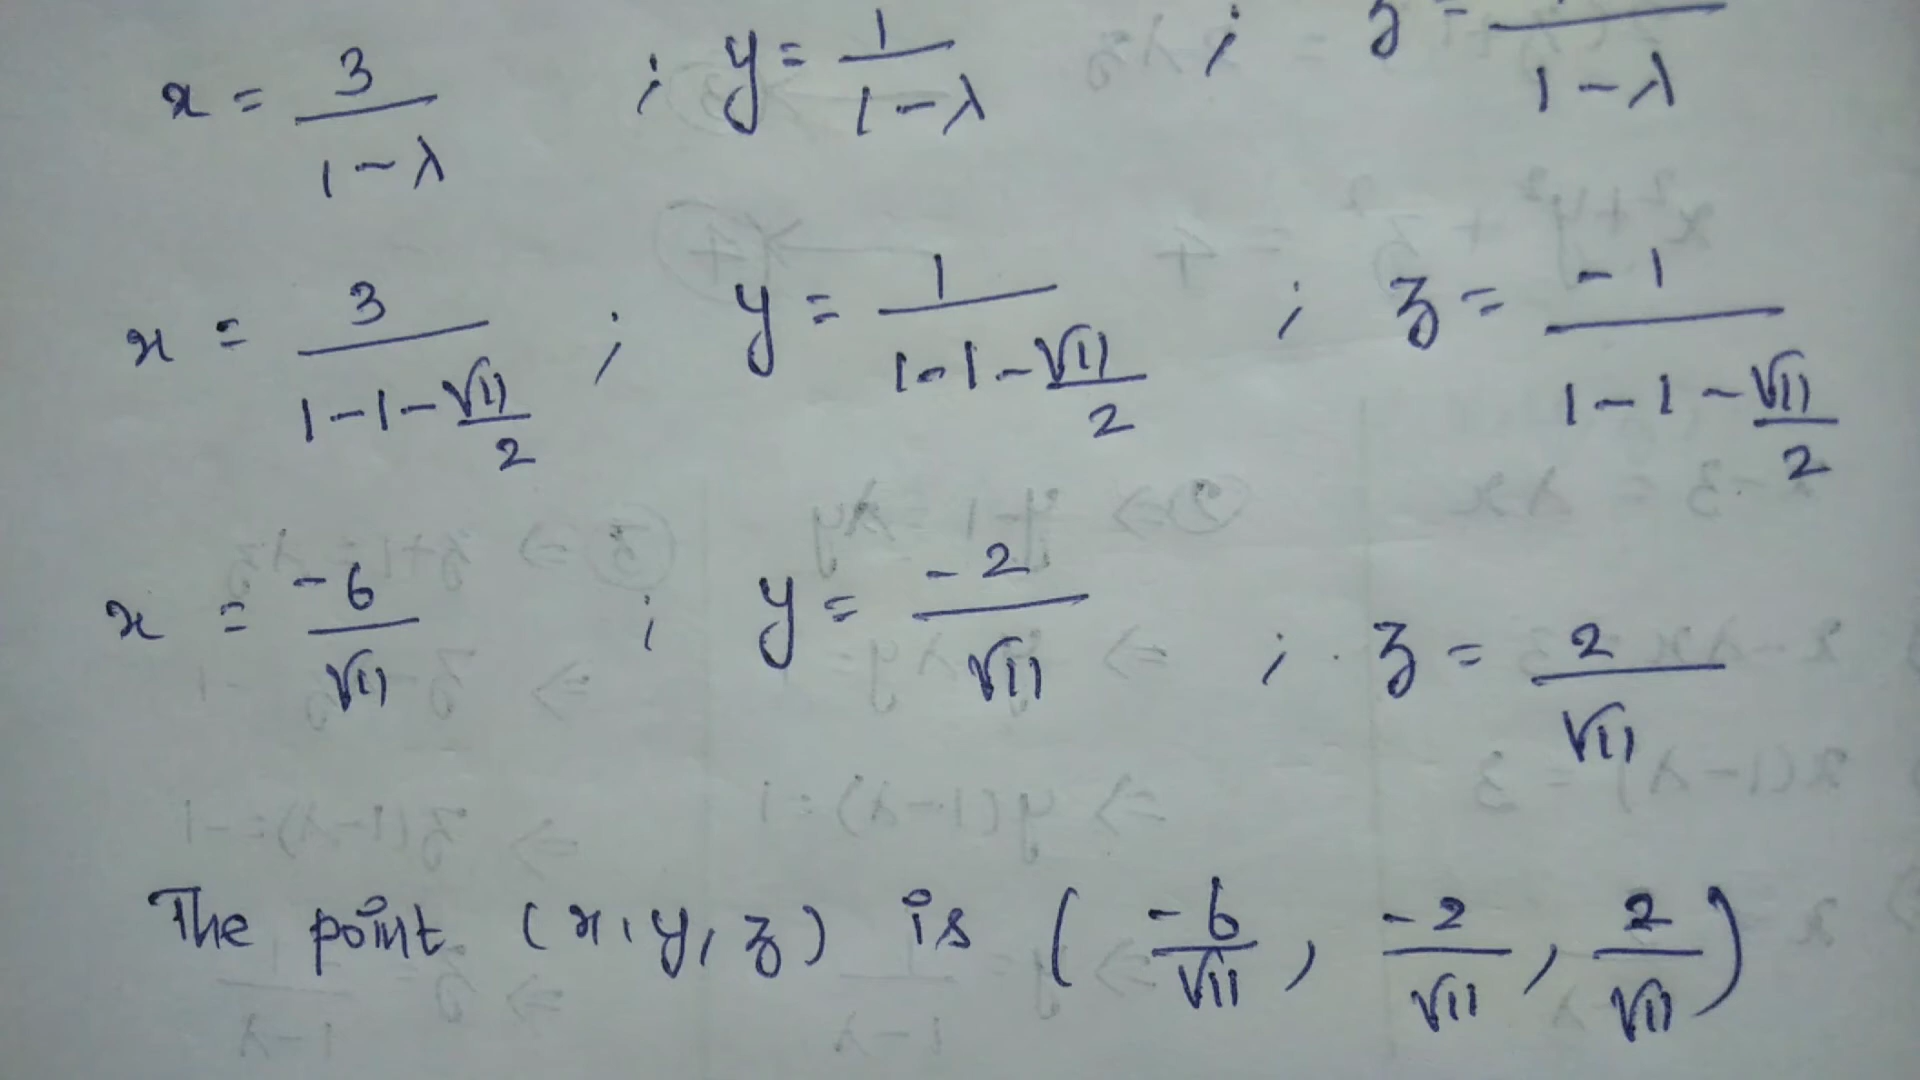 x = 3/(1-λ) ; y = 1/(1-λ) ; z = /(1-λ)
x = 3/(1-1-√11/2) ; y = 1/(1-1-√11/2) ; z = -1/(1-1-√11/2)
x = -6/√11 ; y = -2/√11 ; z = 2/√11
The point (x, y, z) is (-6/√11, -2/√11, 2/√11)